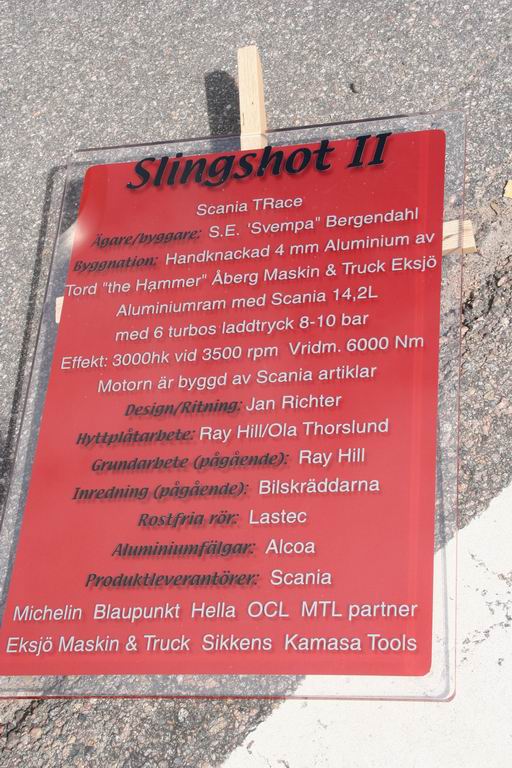 Slingshot II
Scania TRace
Ägare/byggare: S.E. 'Svempa" Bergendahl
Byggnation: Handknackad 4 mm Aluminium av
Tord "the Hammer" Åberg Maskin & Truck Eksjö
Aluminiumram med Scania 14,2L
med 6 turbos laddtryck 8-10 bar
Effekt: 3000hk vid 3500 rpm Vridm. 6000 Nm
Motorn är byggd av Scania artiklar
Design/Ritning: Jan Richter
Hyttplåtarbete: Ray Hill/Ola Thorslund
Grundarbete (pågående): Ray Hill
Inredning (pågående): Bilskräddarna
Rostfria rör: Lastec
Aluminiumfälgar: Alcoa
Produktleverantörer: Scania
Michelin Blaupunkt Hella OCL MTL partner
Eksjö Maskin & Truck Sikkens Kamasa Tools